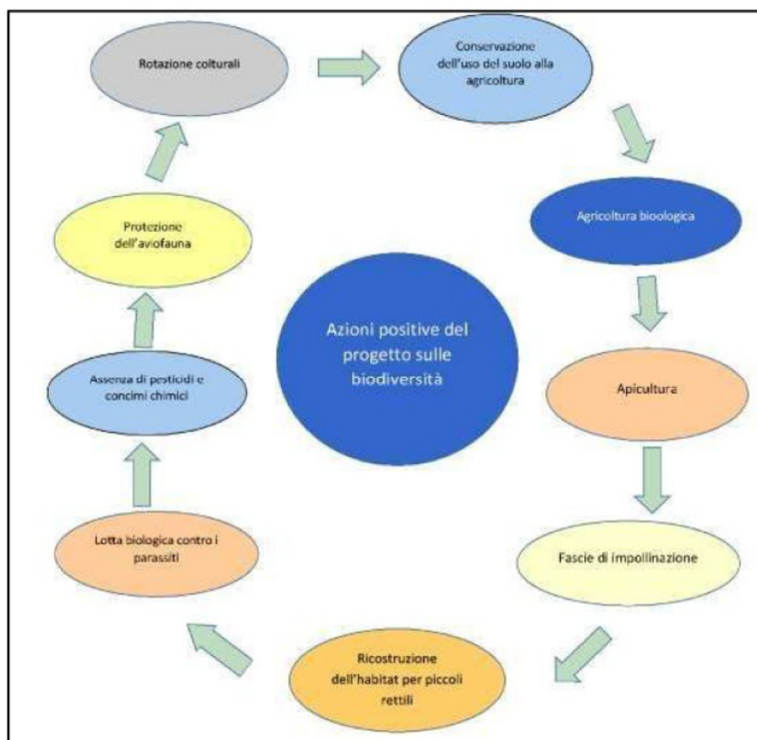 Rotazione colturali
Conservazione
dell'uso del suolo alla
agricoltura
Agricoltura bioologica
Apicultura
Fascie di impollinazione
Ricostruzione
dell'habitat per piccoli
rettili
Lotta biologica contro i
parassiti
Assenza di pesticidi e
concimi chimici
Protezione
dell'aviofauna
Azioni positive del
progetto sulle
biodiversità